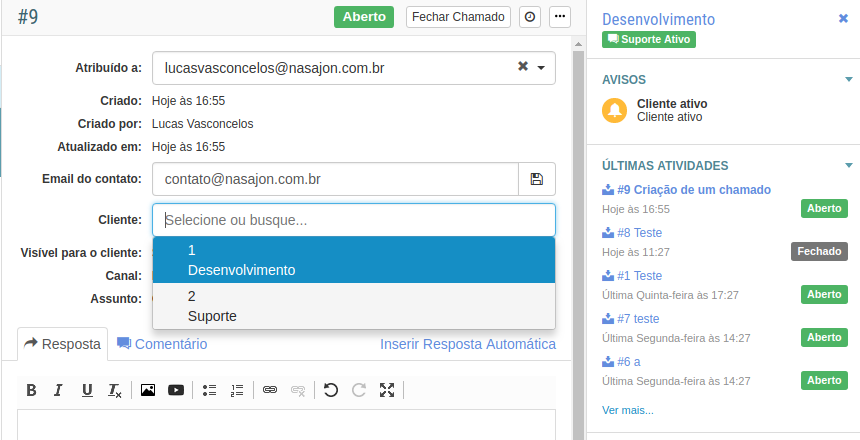 #9
Aberto
Fechar Chamado
Atribuído a:
lucasvasconcelos@nasajon.com.br
Criado:
Hoje às 16:55
Criado por:
Lucas Vasconcelos
Atualizado em:
Hoje às 16:55
Email do contato:
contato@nasajon.com.br
Cliente:
Selecione ou busque...
1
Desenvolvimento
2
Suporte
Visível para o cliente:
Canal:
Assunto:
Resposta
Comentário
Inserir Resposta Automática
B I U Tx
Desenvolvimento
Suporte Ativo
AVISOS
Cliente ativo
Cliente ativo
ÚLTIMAS ATIVIDADES
#9 Criação de um chamado
Hoje às 16:55
Aberto
#8 Teste
Hoje às 11:27
Fechado
#1 Teste
Última Quinta-feira às 17:27
Aberto
#7 teste
Última Segunda-feira às 14:27
Aberto
#6 a
Última Segunda-feira às 14:27
Aberto
Ver mais...